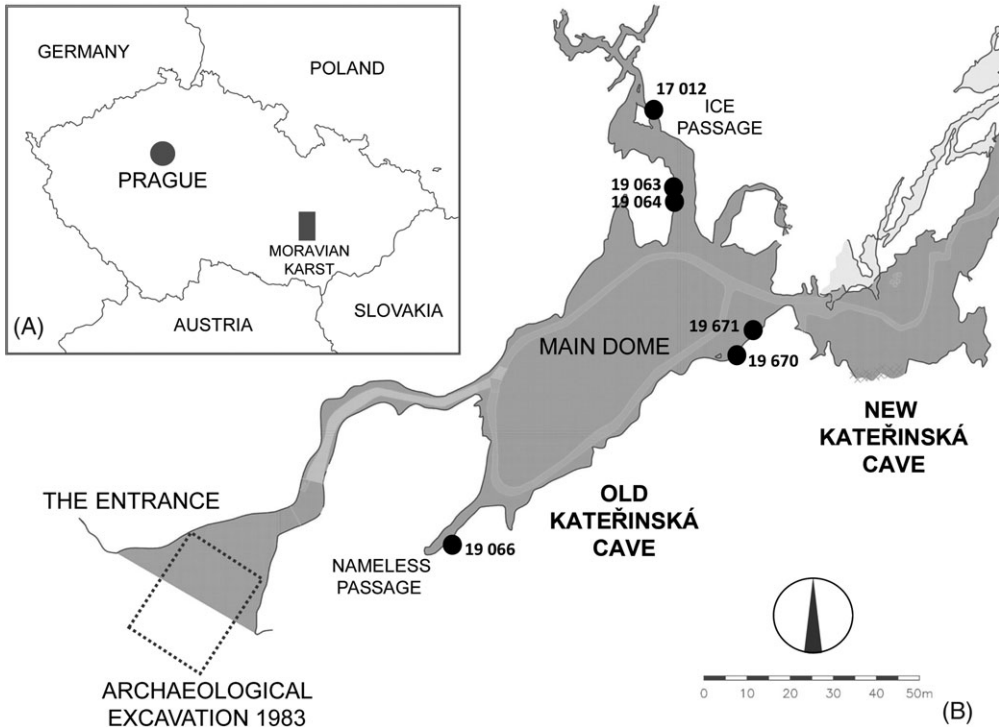 GERMANY
POLAND
PRAGUE
MORAVIAN
KARST
AUSTRIA
SLOVAKIA
(A)
17 012
ICE
PASSAGE
19 063
19 064
19 671
19 670
MAIN DOME
NEW
KATEŘINSKÁ
CAVE
THE ENTRANCE
OLD
KATEŘINSKÁ
CAVE
NAMELESS
PASSAGE
19 066
ARCHAEOLOGICAL
EXCAVATION 1983
0 10 20 30 40 50m
(B)